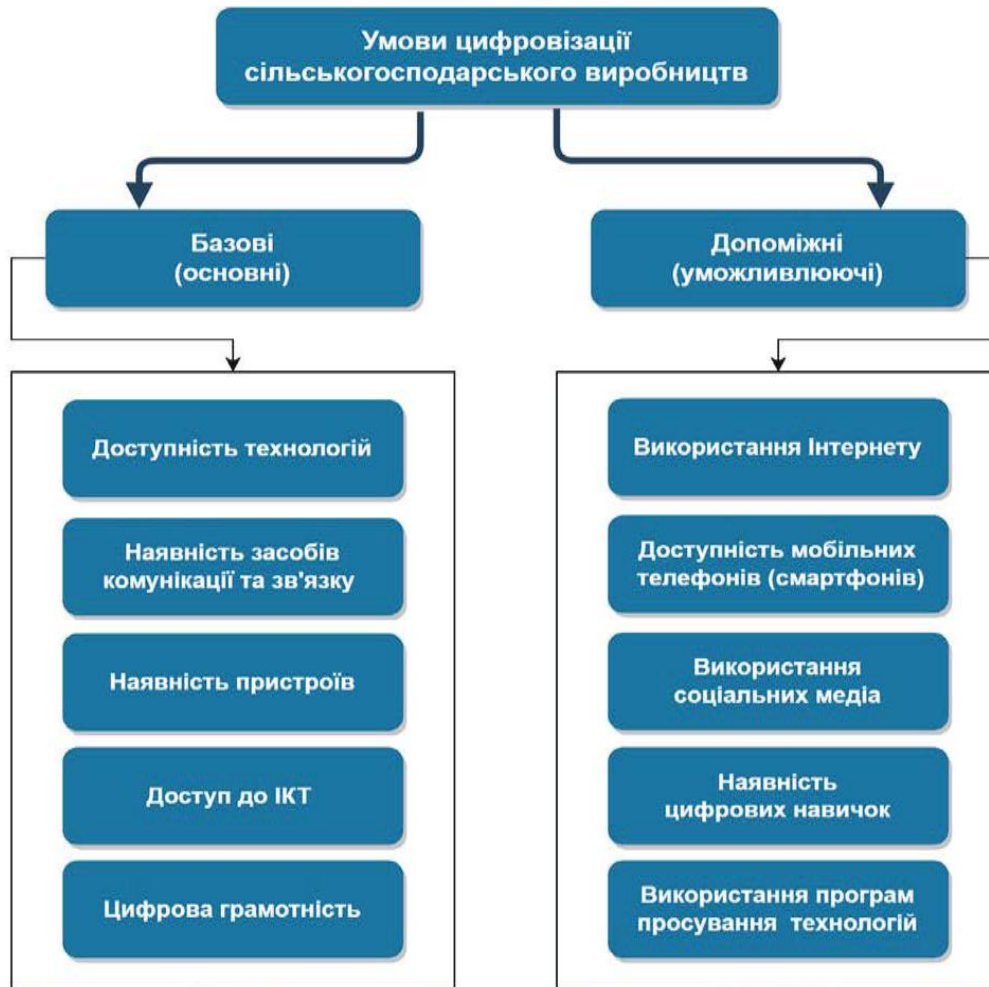 Умови цифровізації
сільськогосподарського виробництв
Базові
(основні)
Допоміжні
(уможливлюючі)
Доступність технологій
Наявність засобів
комунікації та зв'язку
Наявність пристроїв
Доступ до ІКТ
Цифрова грамотність
Використання Інтернету
Доступність мобільних
телефонів (смартфонів)
Використання
соціальних медіа
Наявність
цифрових навичок
Використання програм
просування технологій